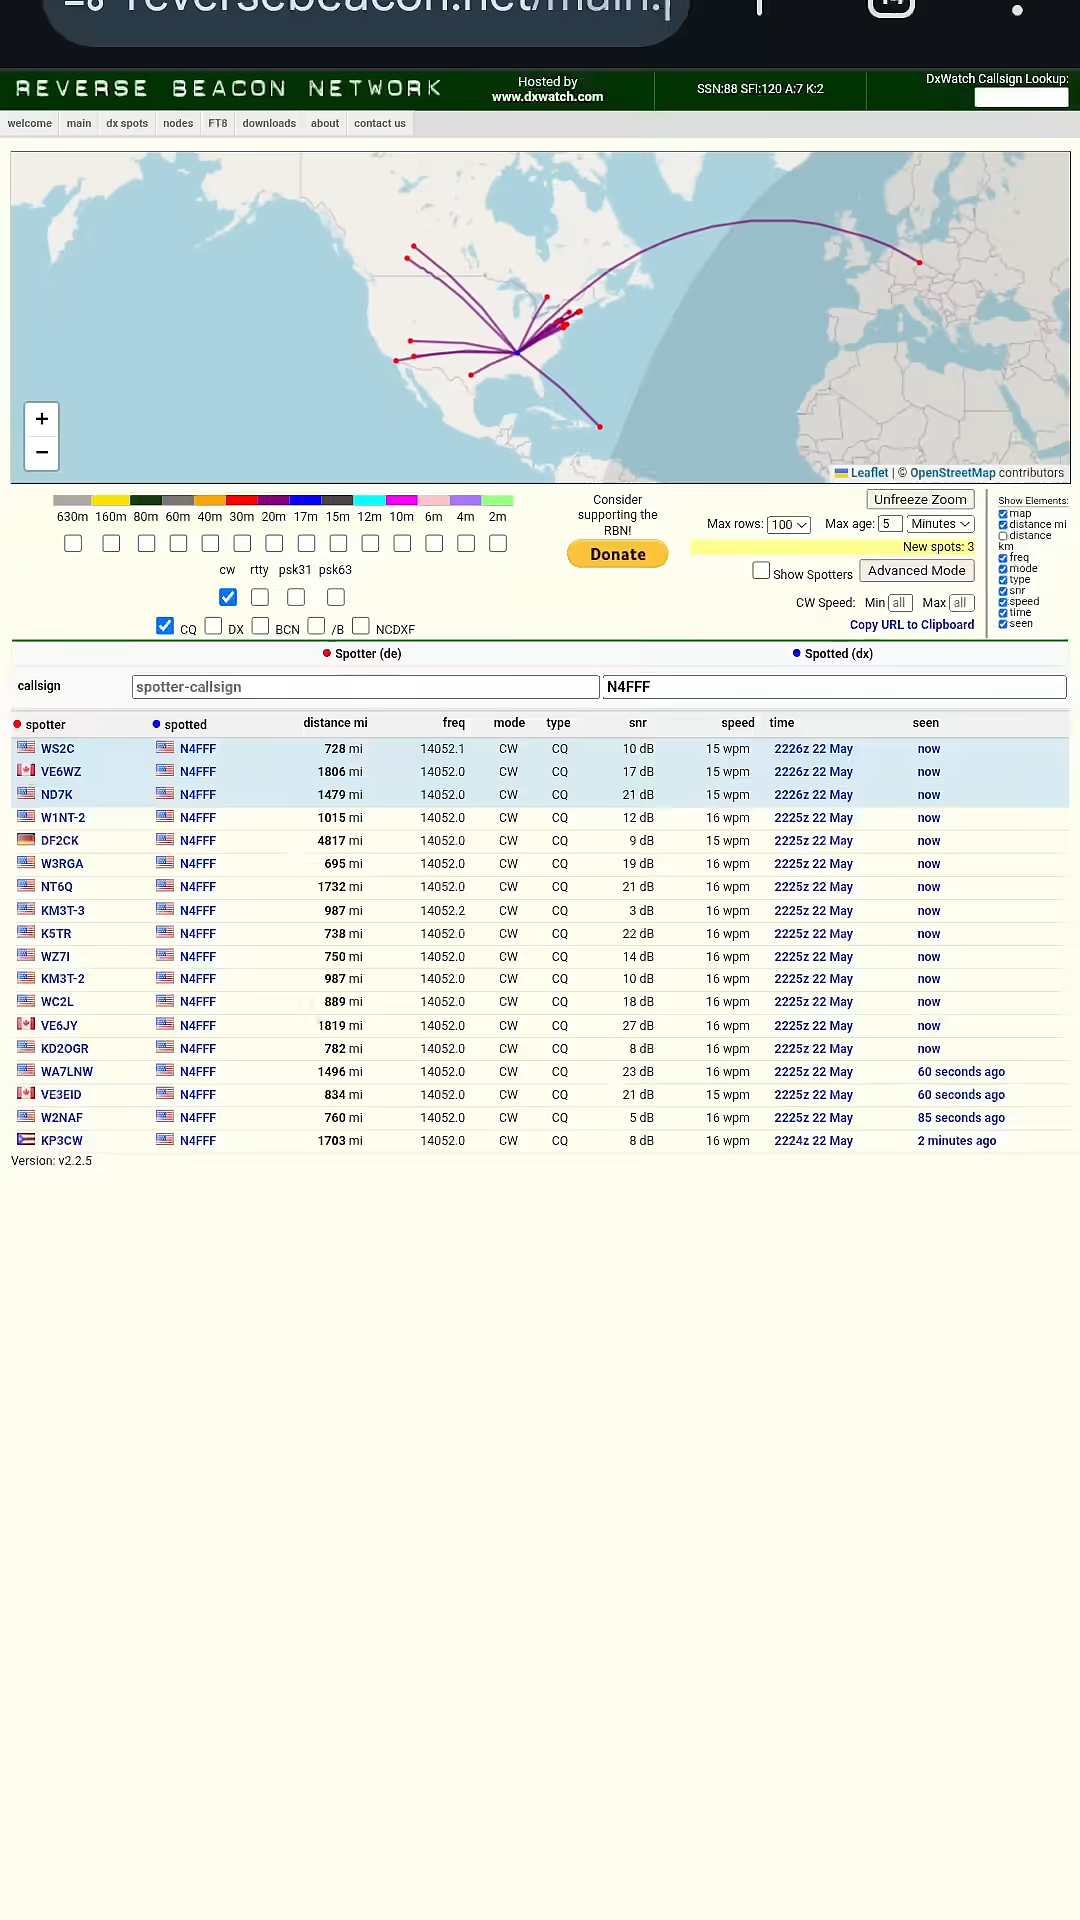 REVERSE BEACON NETWORK
Hosted by
www.dxwatch.com
SSN:88 SFI:120 A:7 K:2
DxWatch Callsign Lookup:
welcome main dx spots nodes FT8 downloads about contact us
+
−
Leaflet | © OpenStreetMap contributors
630m 160m 80m 60m 40m 30m 20m 17m 15m 12m 10m 6m 4m 2m
cw rtty psk31 psk63
CQ DX BCN /B NCDXF
Consider
supporting the
RBN!
Donate
Unfreeze Zoom
Max rows: 100 Max age: 5 Minutes
New spots: 3
Show Spotters Advanced Mode
CW Speed: Min all Max all
Copy URL to Clipboard
Show Elements:
map
distance mi
distance
km
freq
mode
type
snr
speed
time
seen
Spotter (de) Spotted (dx)
callsign spotter-callsign N4FFF
spotter spotted distance mi freq mode type snr speed time seen
WS2C N4FFF 728 mi 14052.1 CW CQ 10 dB 15 wpm 2226z 22 May now
VE6WZ N4FFF 1806 mi 14052.0 CW CQ 17 dB 15 wpm 2226z 22 May now
ND7K N4FFF 1479 mi 14052.0 CW CQ 21 dB 15 wpm 2226z 22 May now
W1NT-2 N4FFF 1015 mi 14052.0 CW CQ 12 dB 16 wpm 2225z 22 May now
DF2CK N4FFF 4817 mi 14052.0 CW CQ 9 dB 15 wpm 2225z 22 May now
W3RGA N4FFF 695 mi 14052.0 CW CQ 19 dB 16 wpm 2225z 22 May now
NT6Q N4FFF 1732 mi 14052.0 CW CQ 21 dB 16 wpm 2225z 22 May now
KM3T-3 N4FFF 987 mi 14052.2 CW CQ 3 dB 16 wpm 2225z 22 May now
K5TR N4FFF 738 mi 14052.0 CW CQ 22 dB 16 wpm 2225z 22 May now
WZ7I N4FFF 750 mi 14052.0 CW CQ 14 dB 16 wpm 2225z 22 May now
KM3T-2 N4FFF 987 mi 14052.0 CW CQ 10 dB 16 wpm 2225z 22 May now
WC2L N4FFF 889 mi 14052.0 CW CQ 18 dB 16 wpm 2225z 22 May now
VE6JY N4FFF 1819 mi 14052.0 CW CQ 27 dB 16 wpm 2225z 22 May now
KD2OGR N4FFF 782 mi 14052.0 CW CQ 8 dB 16 wpm 2225z 22 May now
WA7LNW N4FFF 1496 mi 14052.0 CW CQ 23 dB 16 wpm 2225z 22 May 60 seconds ago
VE3EID N4FFF 834 mi 14052.0 CW CQ 21 dB 15 wpm 2225z 22 May 60 seconds ago
W2NAF N4FFF 760 mi 14052.0 CW CQ 5 dB 16 wpm 2225z 22 May 85 seconds ago
KP3CW N4FFF 1703 mi 14052.0 CW CQ 8 dB 16 wpm 2224z 22 May 2 minutes ago
Version: v2.2.5